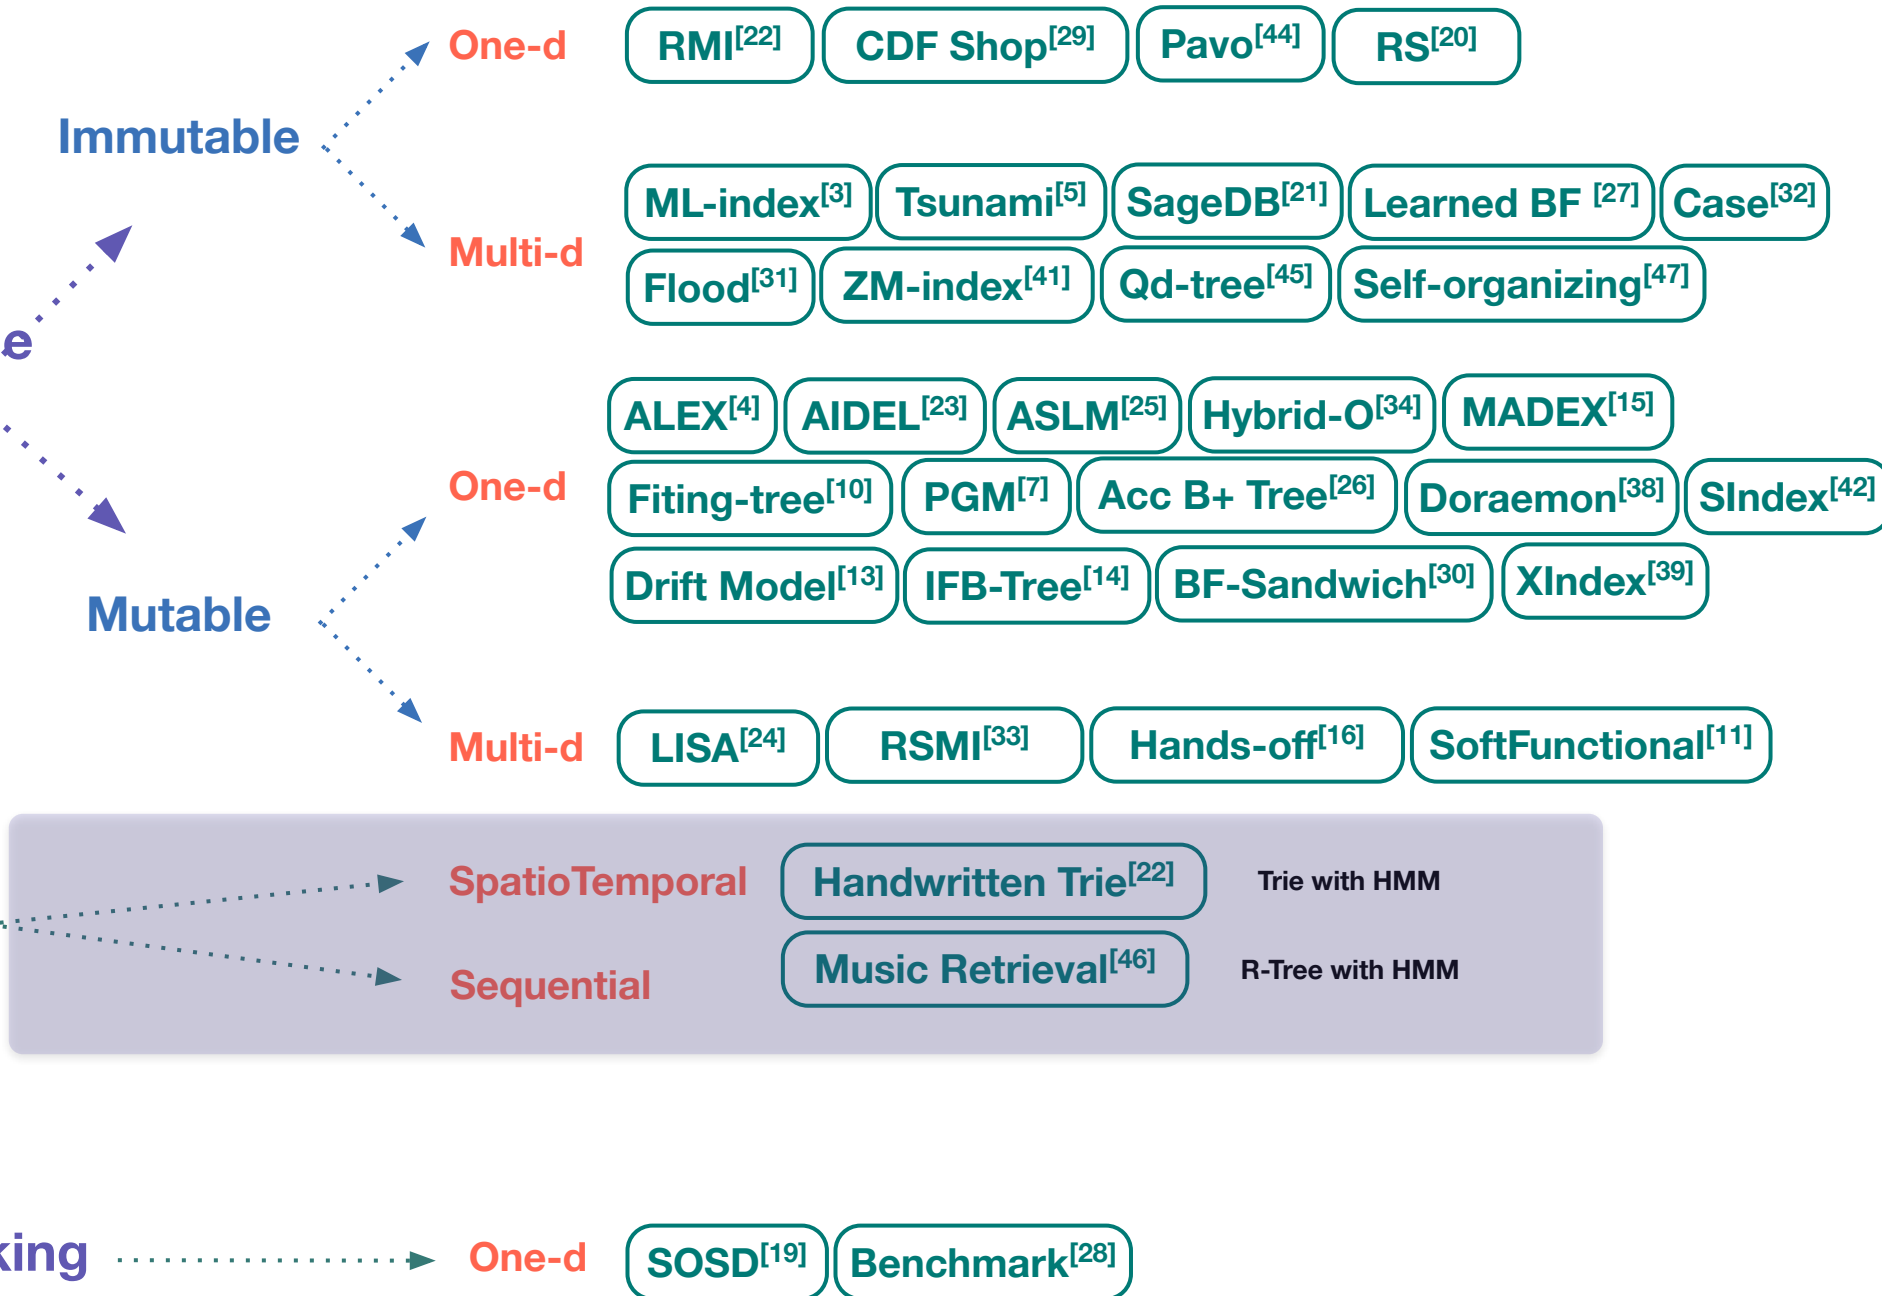 One-d RMI[22] CDF Shop[29] Pavo[44] RS[20]
Immutable
ML-index[3] Tsunami[5] SageDB[21] Learned BF [27] Case[32]
Multi-d
Flood[31] ZM-index[41] Qd-tree[45] Self-organizing[47]
e
ALEX[4] AIDEL[23] ASLM[25] Hybrid-O[34] MADEX[15]
One-d
Fiting-tree[10] PGM[7] Acc B+ Tree[26] Doraemon[38] SIndex[42]
Drift Model[13] IFB-Tree[14] BF-Sandwich[30] XIndex[39]
Mutable
Multi-d LISA[24] RSMI[33] Hands-off[16] SoftFunctional[11]
SpatioTemporal Handwritten Trie[22] Trie with HMM
Sequential Music Retrieval[46] R-Tree with HMM
king One-d SOSD[19] Benchmark[28]